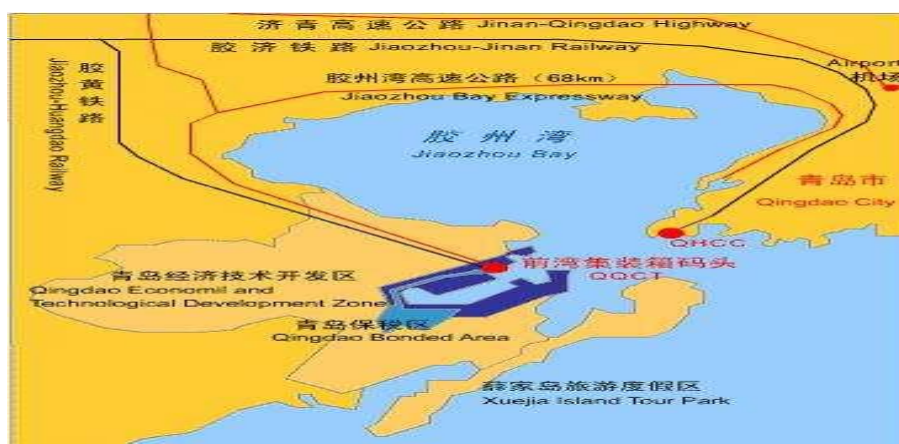 济青高速公路 Jinan-Qingdao Highway
胶济铁路 Jiaozhou-Jinan Railway
Airport
机场
胶黄铁路
Jiaozhou-Huangdao Railway
胶州湾高速公路（68km）
Jiaozhou Bay Expressway
胶州湾
Jiaozhou Bay
青岛市
Qingdao City
QHCC
前湾集装箱码头
QQCT
青岛经济技术开发区
Qingdao Economil and
Technological Development Zone
青岛保税区
Qingdao Bonded Area
薛家岛旅游度假区
Xuejia Island Tour Park